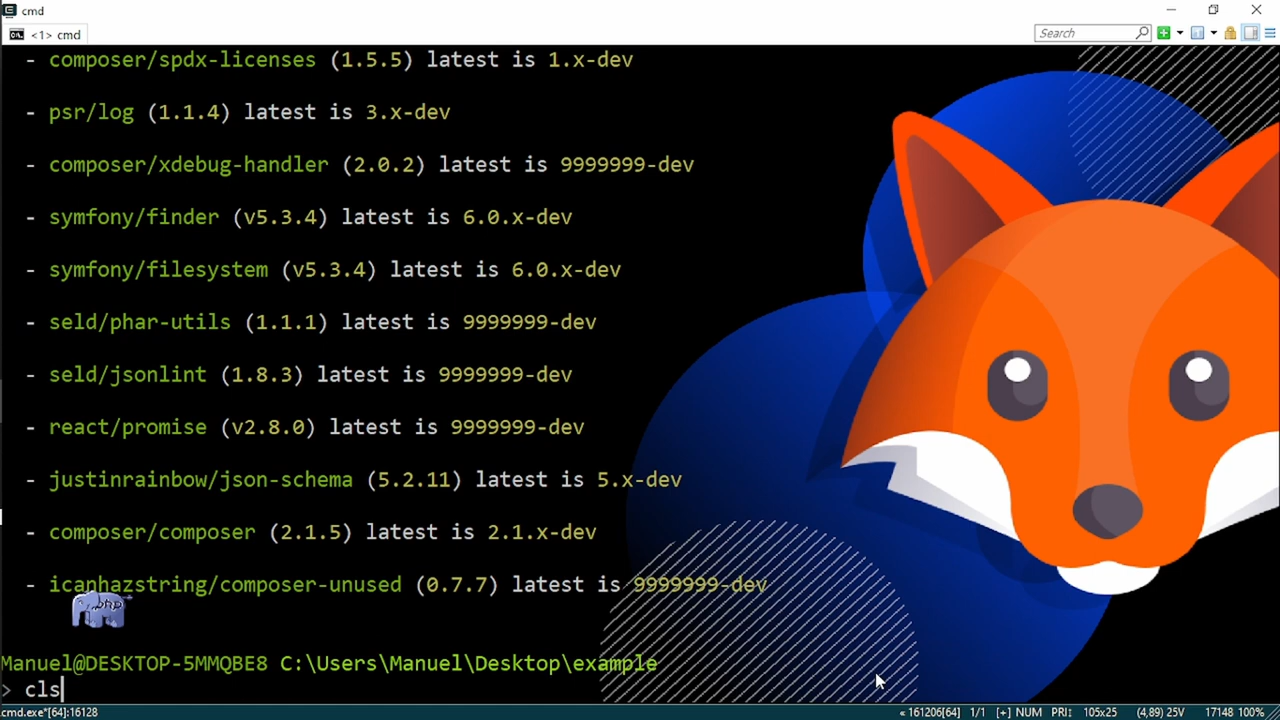 cmd
<1> cmd
Search
- composer/spdx-licenses (1.5.5) latest is 1.x-dev
- psr/log (1.1.4) latest is 3.x-dev
- composer/xdebug-handler (2.0.2) latest is 9999999-dev
- symfony/finder (v5.3.4) latest is 6.0.x-dev
- symfony/filesystem (v5.3.4) latest is 6.0.x-dev
- seld/phar-utils (1.1.1) latest is 9999999-dev
- seld/jsonlint (1.8.3) latest is 9999999-dev
- react/promise (v2.8.0) latest is 9999999-dev
- justinrainbow/json-schema (5.2.11) latest is 5.x-dev
- composer/composer (2.1.5) latest is 2.1.x-dev
- icanhazstring/composer-unused (0.7.7) latest is 9999999-dev
php
Manuel@DESKTOP-5MMQBE8 C:\Users\Manuel\Desktop\example
> cls
cmd.exe*[64]:16128 « 161206[64] 1/1 [+] NUM PRI: 105x25 (4,89) 25V 17148 100%